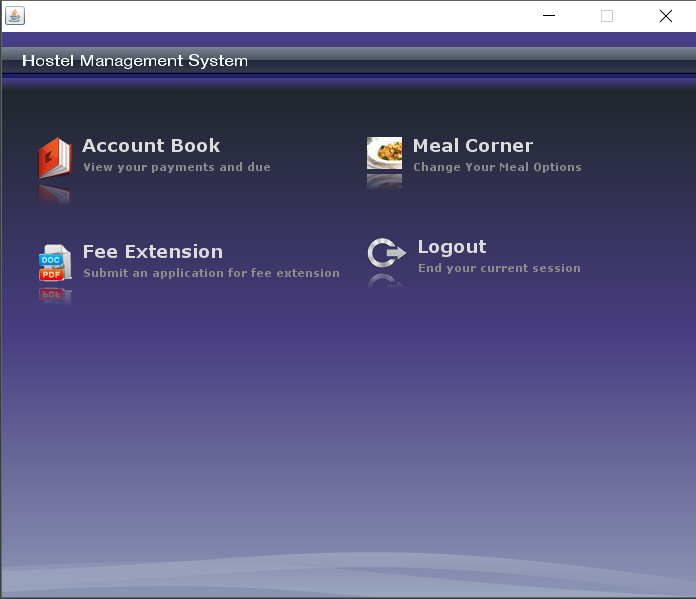 Hostel Management System
Account Book
View your payments and due
Meal Corner
Change Your Meal Options
DOC
PDF
Fee Extension
Submit an application for fee extension
Logout
End your current session